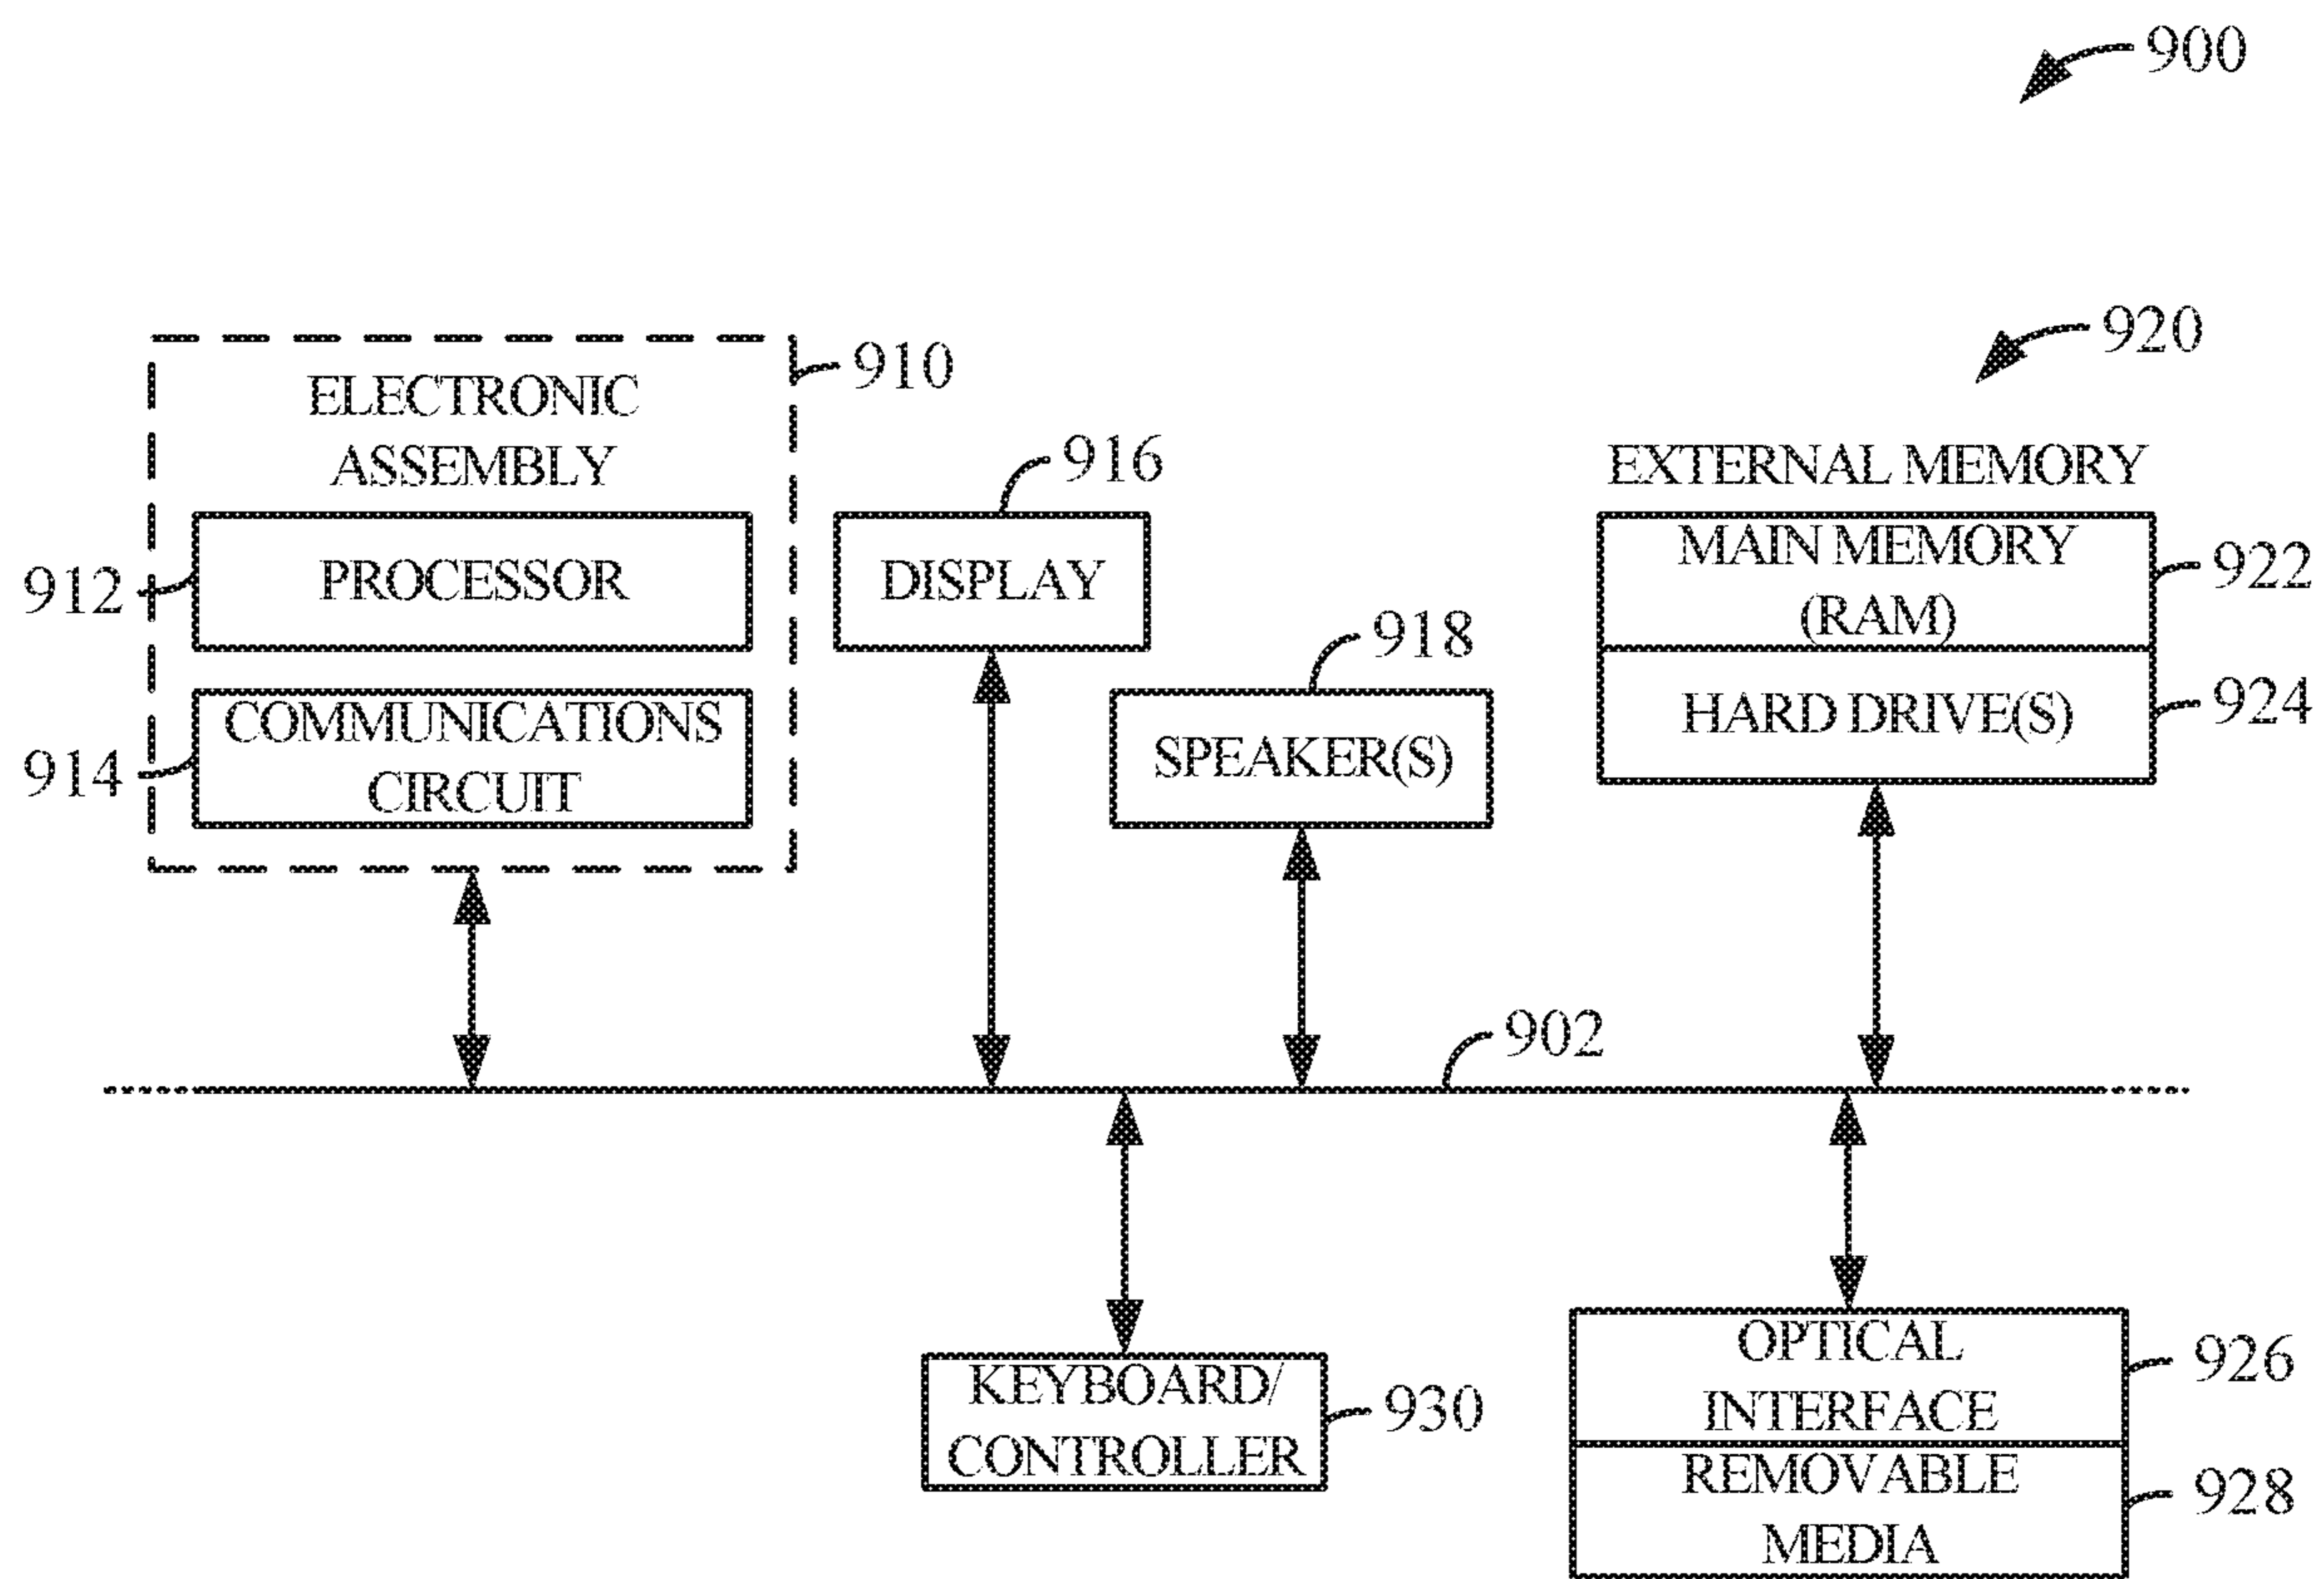 900
920
ELECTRONIC
ASSEMBLY
910
916
EXTERNAL MEMORY
912
PROCESSOR
DISPLAY
MAIN MEMORY
(RAM)
922
918
914
COMMUNICATIONS
CIRCUIT
SPEAKER(S)
HARD DRIVE(S)
924
902
KEYBOARD/
CONTROLLER
930
OPTICAL
INTERFACE
926
REMOVABLE
MEDIA
928